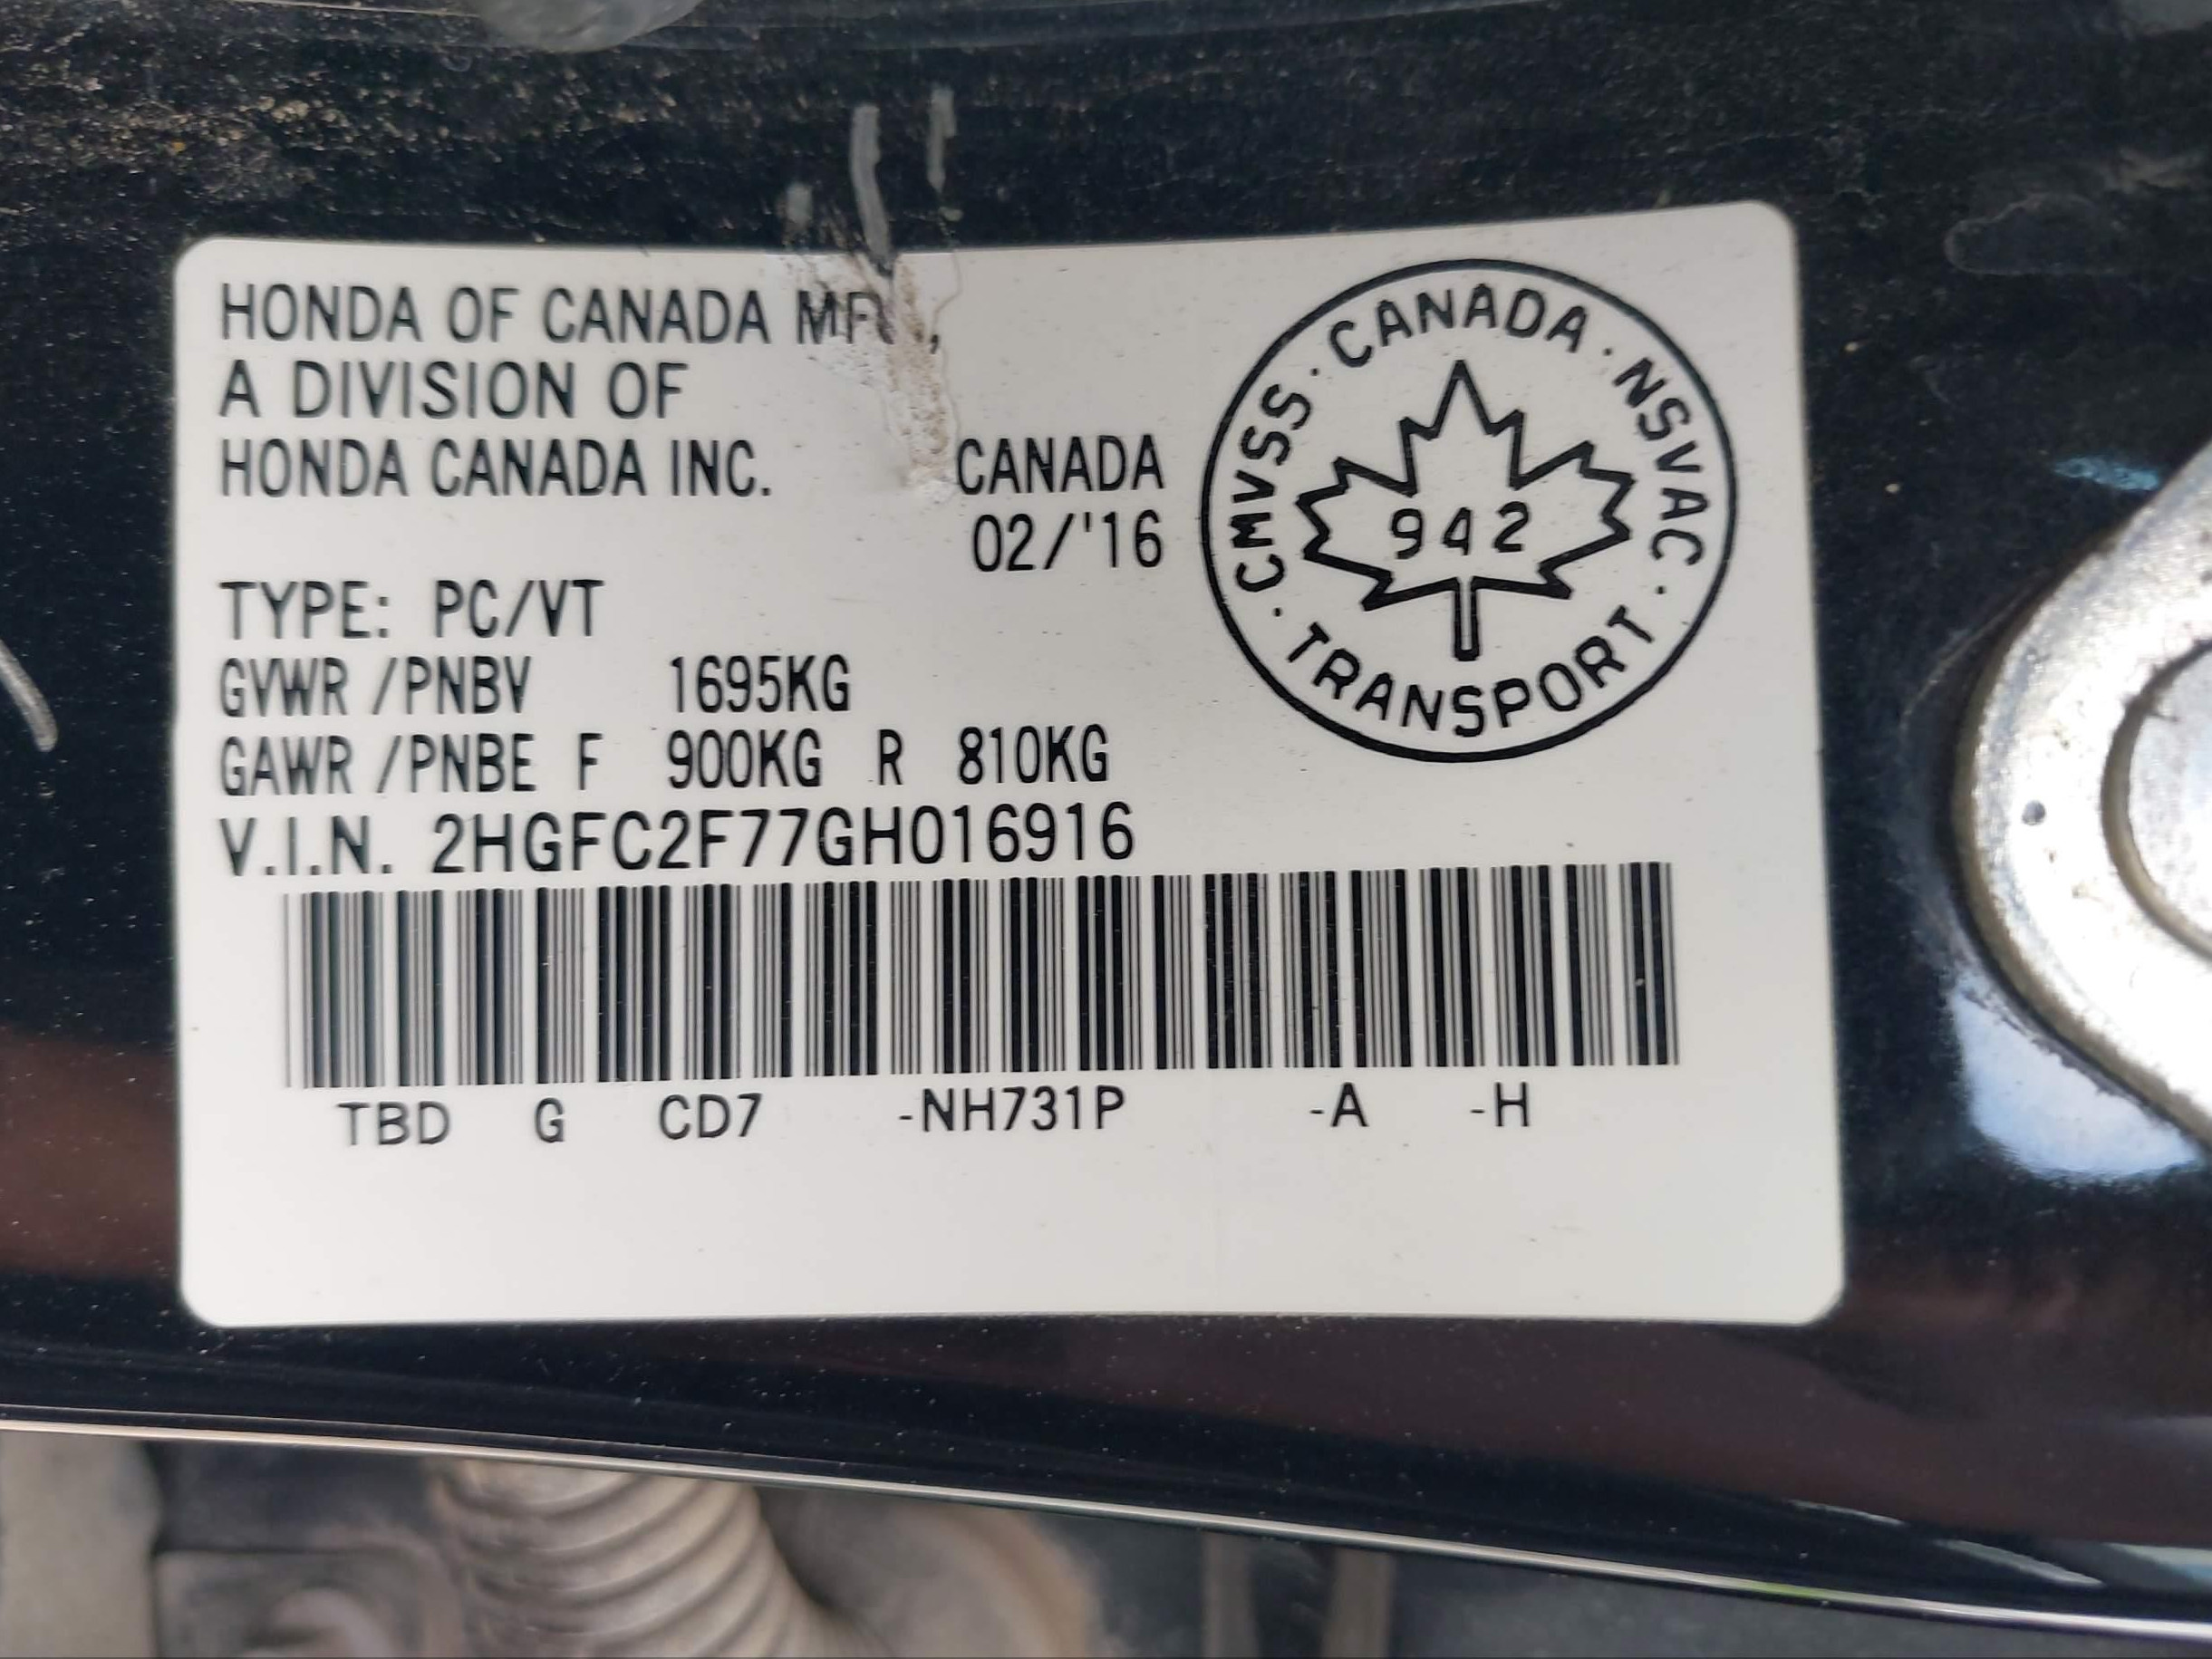 HONDA OF CANADA MF ,
A DIVISION OF
HONDA CANADA INC.
CANADA
02/'16
TYPE: PC/VT
GVWR /PNBV 1695KG
GAWR /PNBE F 900KG R 810KG
V.I.N. 2HGFC2F77GH016916
TBD G CD7 -NH731P -A -H
CMVSS · CANADA · NSVAC · TRANSPORT ·
942